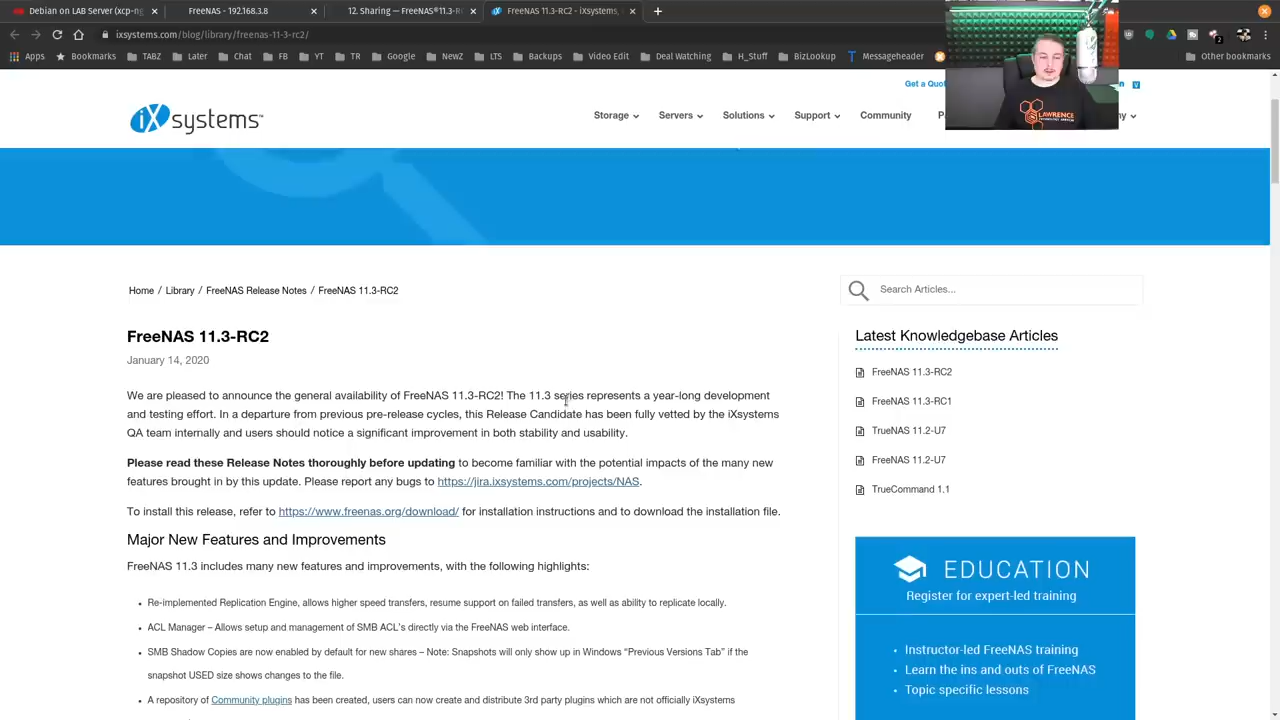 Debian on LAB Server (xcp-ng
FreeNAS - 192.168.3.8
12. Sharing — FreeNAS®11.3-R
FreeNAS 11.3-RC2 - iXsystems,
ixsystems.com/blog/library/freenas-11-3-rc2/
2
Apps
Bookmarks
TABZ
Later
Chat
FB
YT
FR
Google
NewZ
LTS
Backups
Video Edit
Deal Watching
H_Stuff
BizLookup
Messageheader
Other bookmarks
Get a Quot
iXsystems™
Storage
Servers
Solutions
Support
Community
P
y
LAWRENCE
Home / Library / FreeNAS Release Notes / FreeNAS 11.3-RC2
Search Articles...
FreeNAS 11.3-RC2
January 14, 2020
We are pleased to announce the general availability of FreeNAS 11.3-RC2! The 11.3 series represents a year-long development
and testing effort. In a departure from previous pre-release cycles, this Release Candidate has been fully vetted by the iXsystems
QA team internally and users should notice a significant improvement in both stability and usability.
Please read these Release Notes thoroughly before updating to become familiar with the potential impacts of the many new
features brought in by this update. Please report any bugs to https://jira.ixsystems.com/projects/NAS.
To install this release, refer to https://www.freenas.org/download/ for installation instructions and to download the installation file.
Major New Features and Improvements
FreeNAS 11.3 includes many new features and improvements, with the following highlights:
• Re-implemented Replication Engine, allows higher speed transfers, resume support on failed transfers, as well as ability to replicate locally.
• ACL Manager – Allows setup and management of SMB ACL's directly via the FreeNAS web interface.
• SMB Shadow Copies are now enabled by default for new shares – Note: Snapshots will only show up in Windows “Previous Versions Tab” if the
snapshot USED size shows changes to the file.
• A repository of Community plugins has been created, users can now create and distribute 3rd party plugins which are not officially iXsystems
Latest Knowledgebase Articles
FreeNAS 11.3-RC2
FreeNAS 11.3-RC1
TrueNAS 11.2-U7
FreeNAS 11.2-U7
TrueCommand 1.1
EDUCATION
Register for expert-led training
• Instructor-led FreeNAS training
• Learn the ins and outs of FreeNAS
• Topic specific lessons